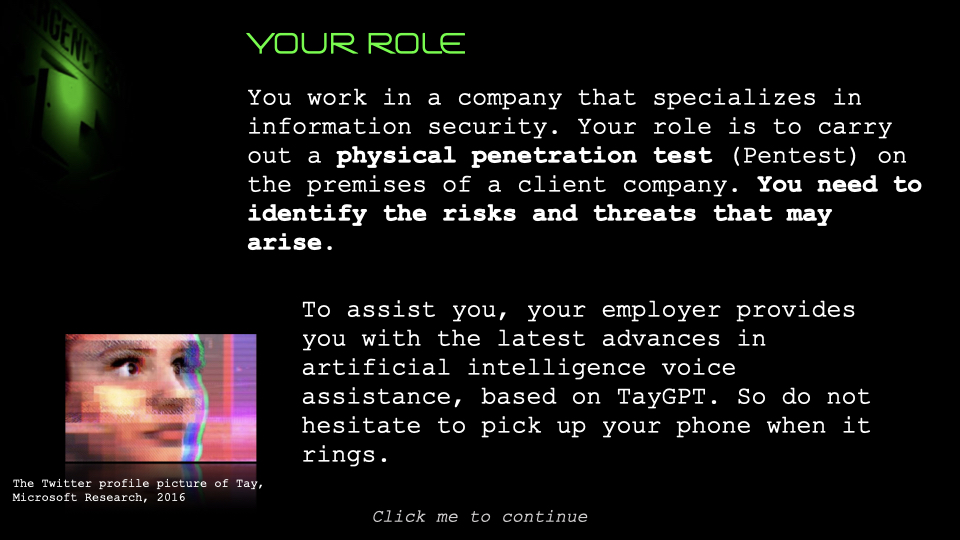 YOUR ROLE
You work in a company that specializes in
information security. Your role is to carry
out a physical penetration test (Pentest) on
the premises of a client company. You need to
identify the risks and threats that may
arise.
To assist you, your employer provides
you with the latest advances in
artificial intelligence voice
assistance, based on TayGPT. So do not
hesitate to pick up your phone when it
rings.
The Twitter profile picture of Tay,
Microsoft Research, 2016
Click me to continue